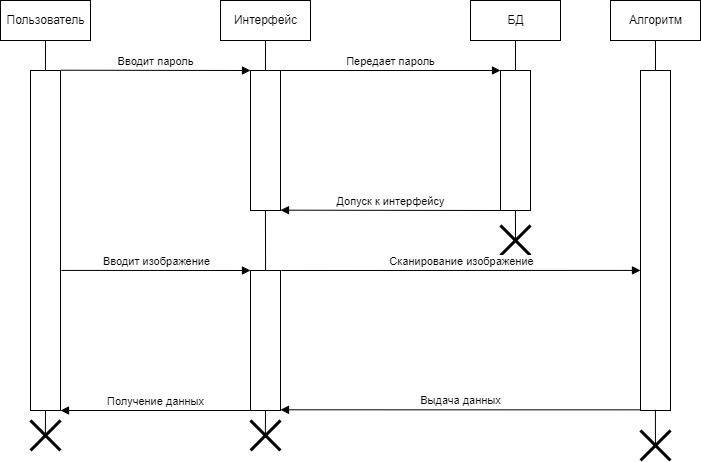 Пользователь
Интерфейс
БД
Алгоритм
Вводит пароль
Передает пароль
Допуск к интерфейсу
Вводит изображение
Сканирование изображение
Получение данных
Выдача данных